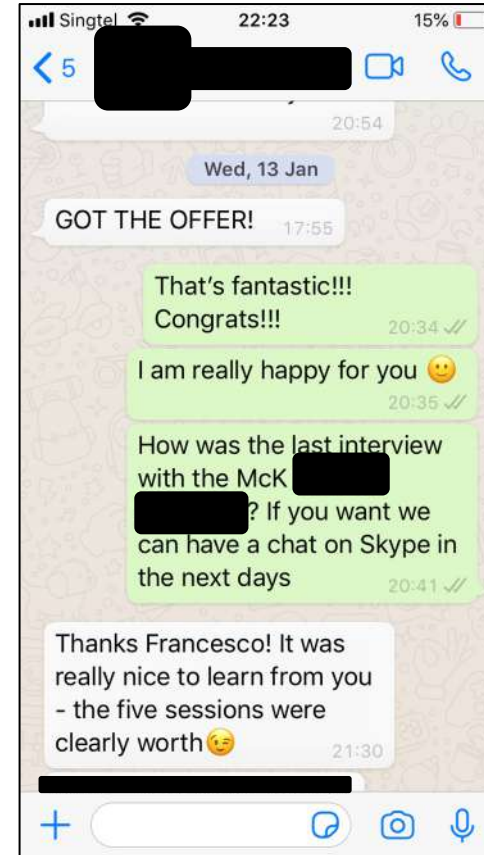 Singtel 22:23 15%
5
20:54
Wed, 13 Jan
GOT THE OFFER! 17:55
That's fantastic!!!
Congrats!!! 20:34
I am really happy for you 🙂
20:35
How was the last interview
with the McK
? If you want we
can have a chat on Skype in
the next days 20:41
Thanks Francesco! It was
really nice to learn from you
- the five sessions were
clearly worth😉 21:30